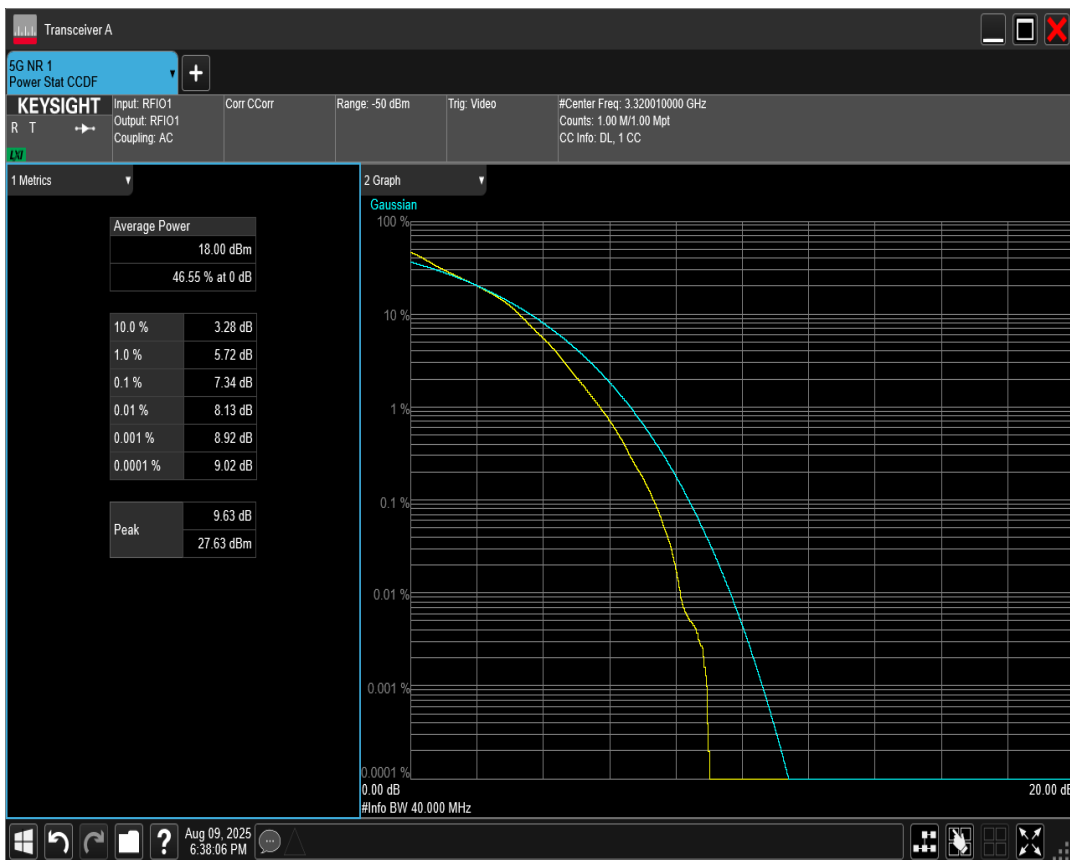 Transceiver A
5G NR 1
Power Stat CCDF
+
KEYSIGHT
R T
LXI
Input: RFIO1
Output: RFIO1
Coupling: AC
Corr CCorr
Range: -50 dBm
Trig: Video
#Center Freq: 3.320010000 GHz
Counts: 1.00 M/1.00 Mpt
CC Info: DL, 1 CC
1 Metrics
Average Power
18.00 dBm
46.55 % at 0 dB
10.0 % 3.28 dB
1.0 % 5.72 dB
0.1 % 7.34 dB
0.01 % 8.13 dB
0.001 % 8.92 dB
0.0001 % 9.02 dB
Peak
9.63 dB
27.63 dBm
2 Graph
Gaussian
100 %
10 %
1 %
0.1 %
0.01 %
0.001 %
0.0001 %
0.00 dB 20.00 dB
#Info BW 40.000 MHz
?
Aug 09, 2025
6:38:06 PM